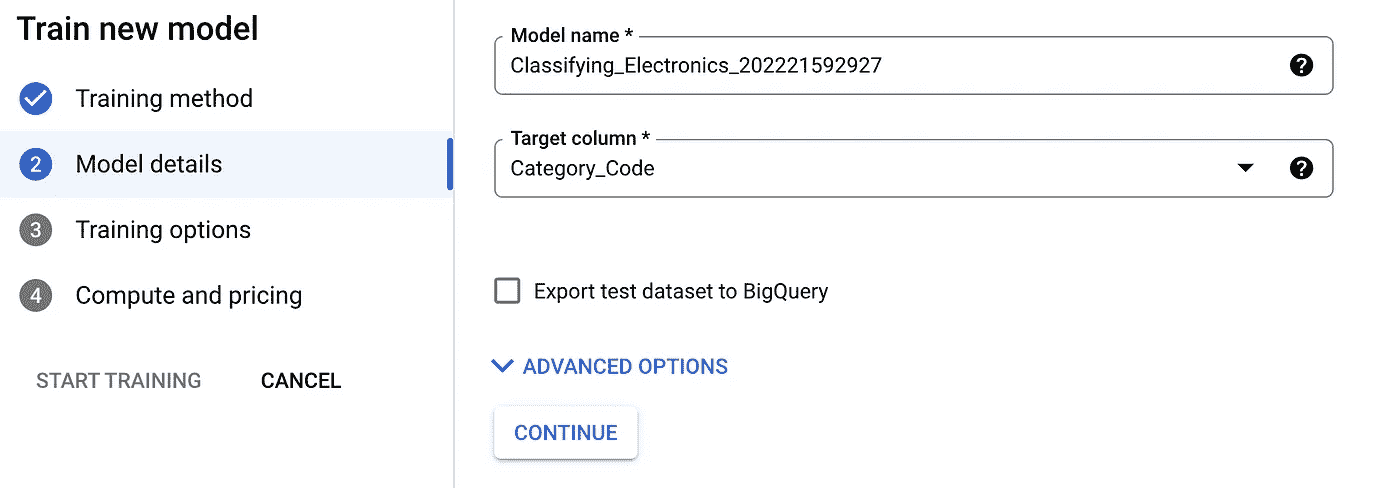 Train new model
Training method
2 Model details
3 Training options
4 Compute and pricing
START TRAINING CANCEL
Model name *
Classifying_Electronics_202221592927
?
Target column *
Category_Code
?
Export test dataset to BigQuery
ADVANCED OPTIONS
CONTINUE